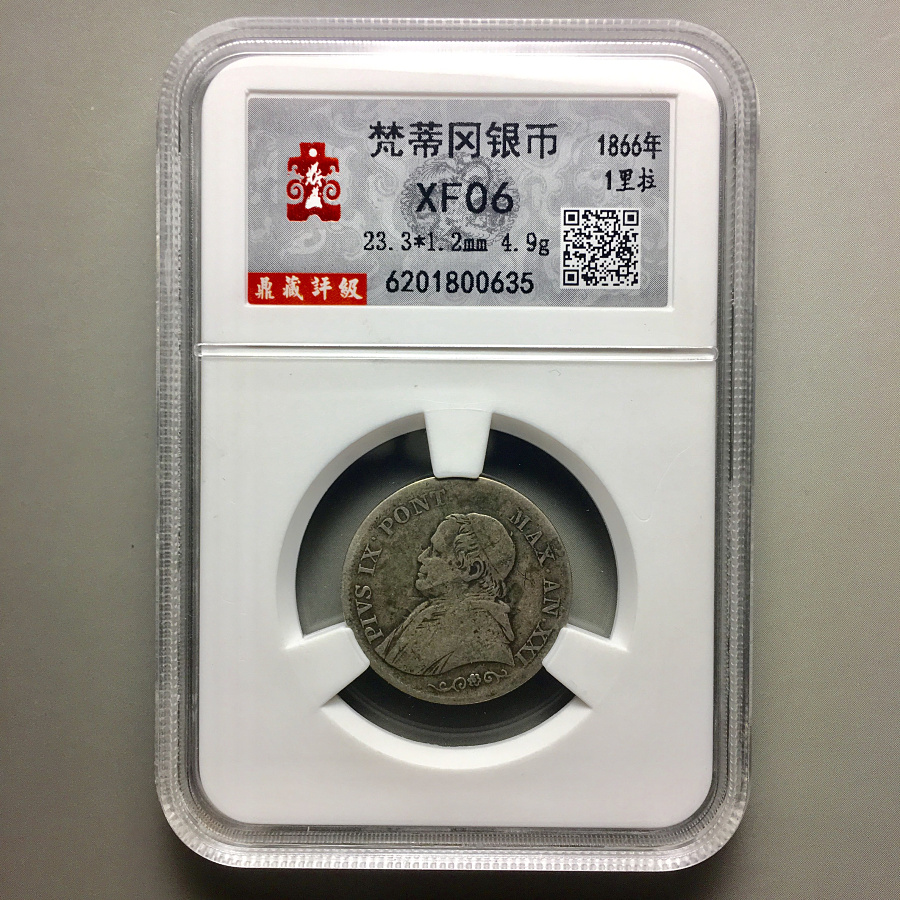 梵蒂冈银币
1866年
XF06
1里拉
23.3*1.2mm 4.9g
鼎藏評級
6201800635
PIVS IX · PONT MAX · AN XXI